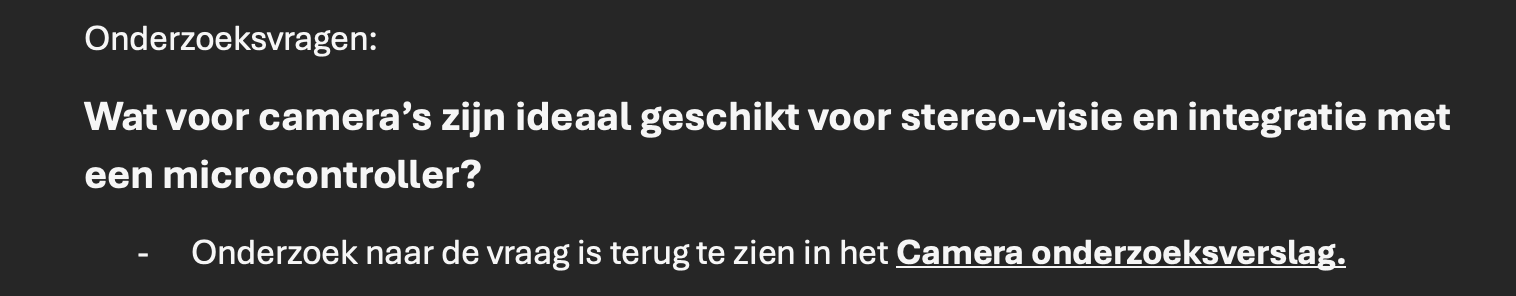 Onderzoeksvragen:
Wat voor camera’s zijn ideaal geschikt voor stereo-visie en integratie met
een microcontroller?
- Onderzoek naar de vraag is terug te zien in het Camera onderzoeksverslag.